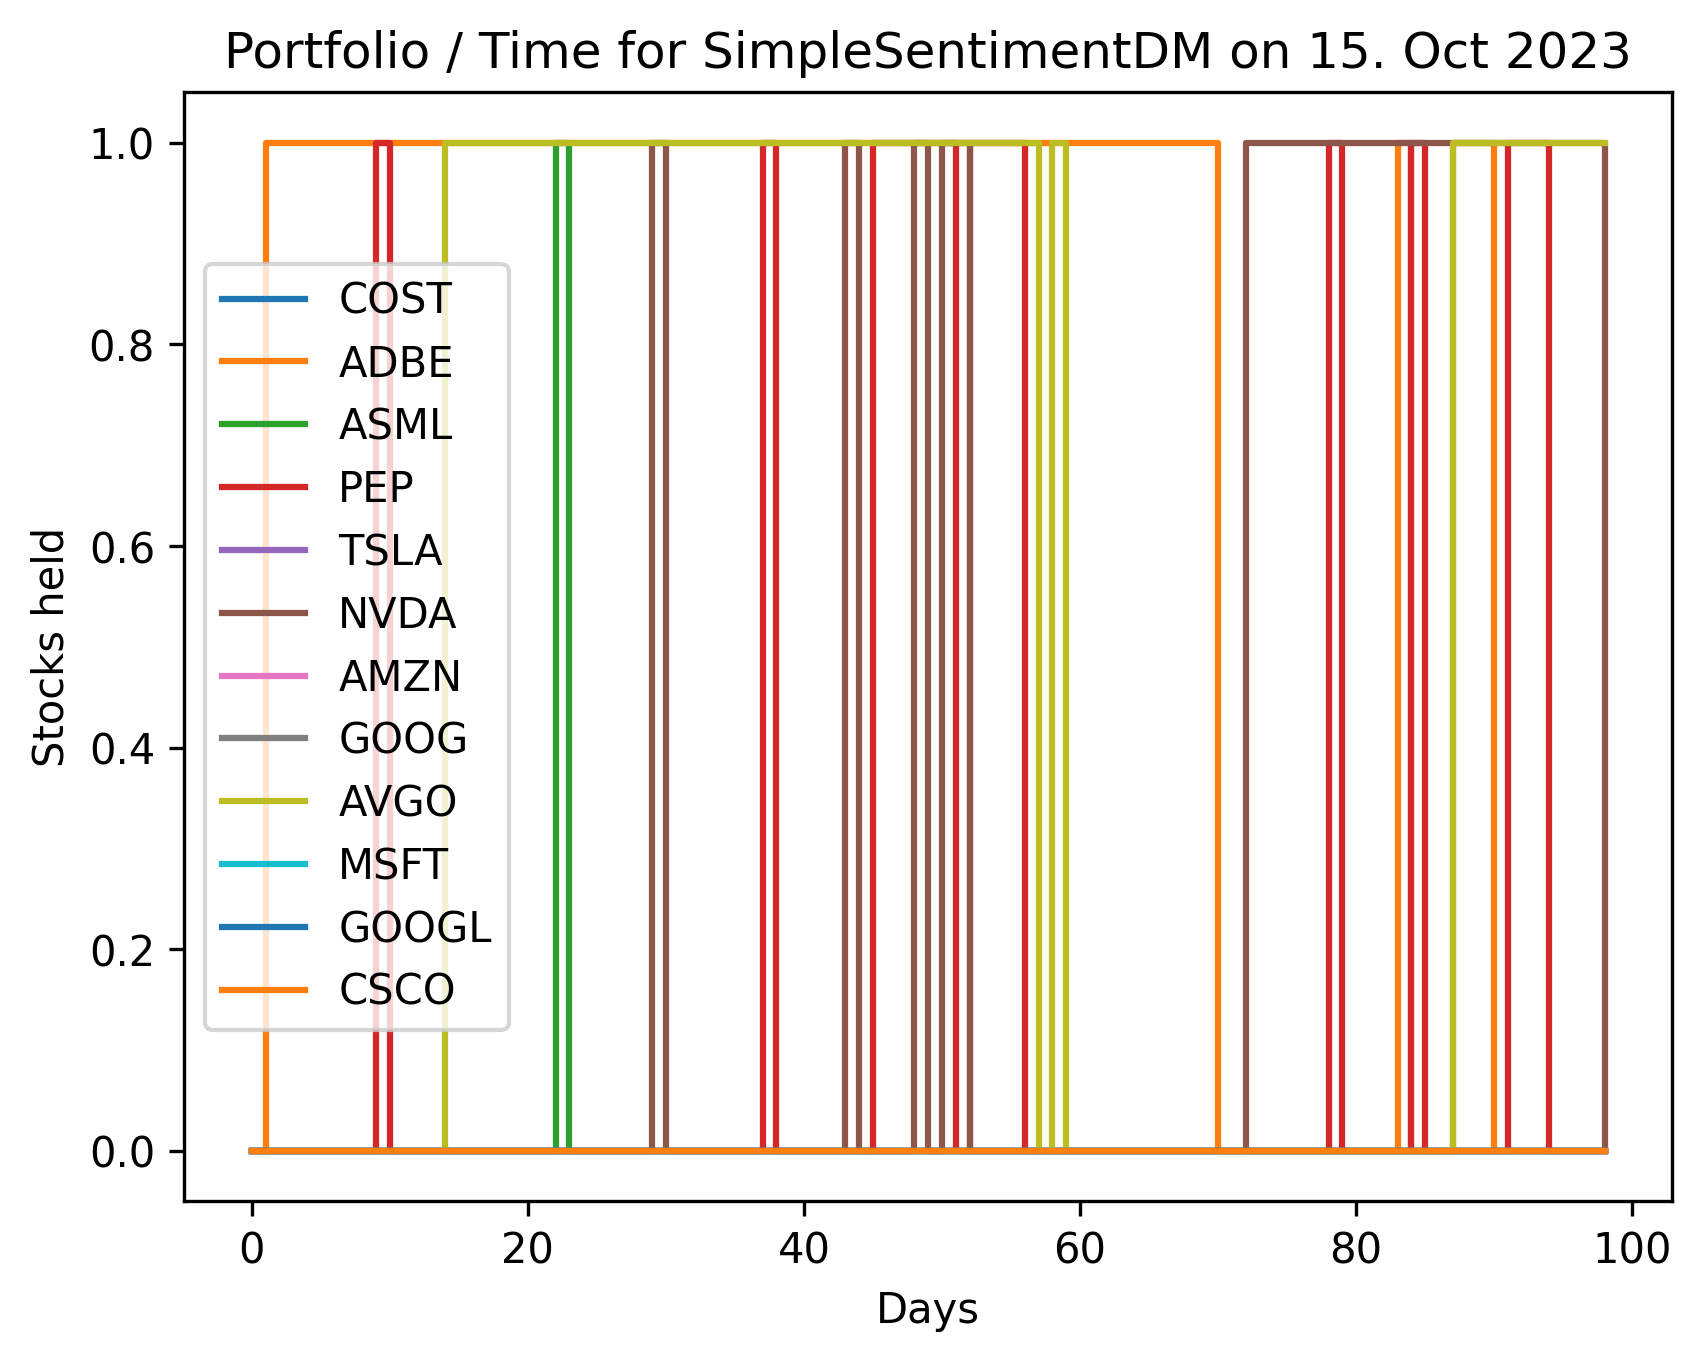 Portfolio / Time for SimpleSentimentDM on 15. Oct 2023
1.0
0.8
0.6
0.4
0.2
0.0
Stocks held
COST
ADBE
ASML
PEP
TSLA
NVDA
AMZN
GOOG
AVGO
MSFT
GOOGL
CSCO
0 20 40 60 80 100
Days